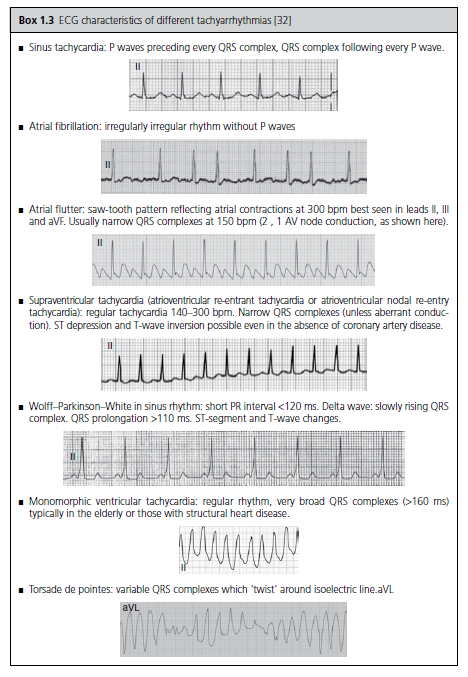 Box 1.3 ECG characteristics of different tachyarrhythmias [32]
■ Sinus tachycardia: P waves preceding every QRS complex, QRS complex following every P wave.
II
■ Atrial fibrillation: irregularly irregular rhythm without P waves
II
■ Atrial flutter: saw-tooth pattern reflecting atrial contractions at 300 bpm best seen in leads II, III
and aVF. Usually narrow QRS complexes at 150 bpm (2 , 1 AV node conduction, as shown here).
II
■ Supraventricular tachycardia (atrioventricular re-entrant tachycardia or atrioventricular nodal re-entry
tachycardia): regular tachycardia 140–300 bpm. Narrow QRS complexes (unless aberrant conduc-
tion). ST depression and T-wave inversion possible even in the absence of coronary artery disease.
II
■ Wolff–Parkinson–White in sinus rhythm: short PR interval <120 ms. Delta wave: slowly rising QRS
complex. QRS prolongation >110 ms. ST-segment and T-wave changes.
II
■ Monomorphic ventricular tachycardia: regular rhythm, very broad QRS complexes (>160 ms)
typically in the elderly or those with structural heart disease.
II
■ Torsade de pointes: variable QRS complexes which ‘twist’ around isoelectric line.aVL
aVL